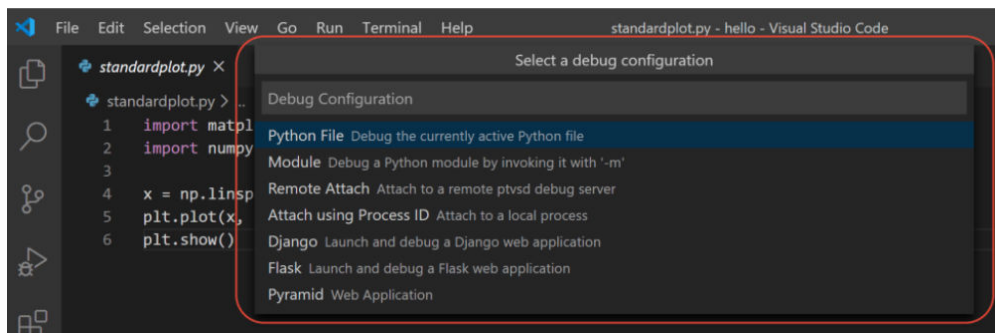 File Edit Selection View Go Run Terminal Help standardplot.py - hello - Visual Studio Code
standardplot.py
Select a debug configuration
standardplot.py > ..
Debug Configuration
1 import matpl
2 import numpy
3
4 x = np.linsp
5 plt.plot(x,
6 plt.show()
Python File Debug the currently active Python file
Module Debug a Python module by invoking it with '-m'
Remote Attach Attach to a remote ptvsd debug server
Attach using Process ID Attach to a local process
Django Launch and debug a Django web application
Flask Launch and debug a Flask web application
Pyramid Web Application